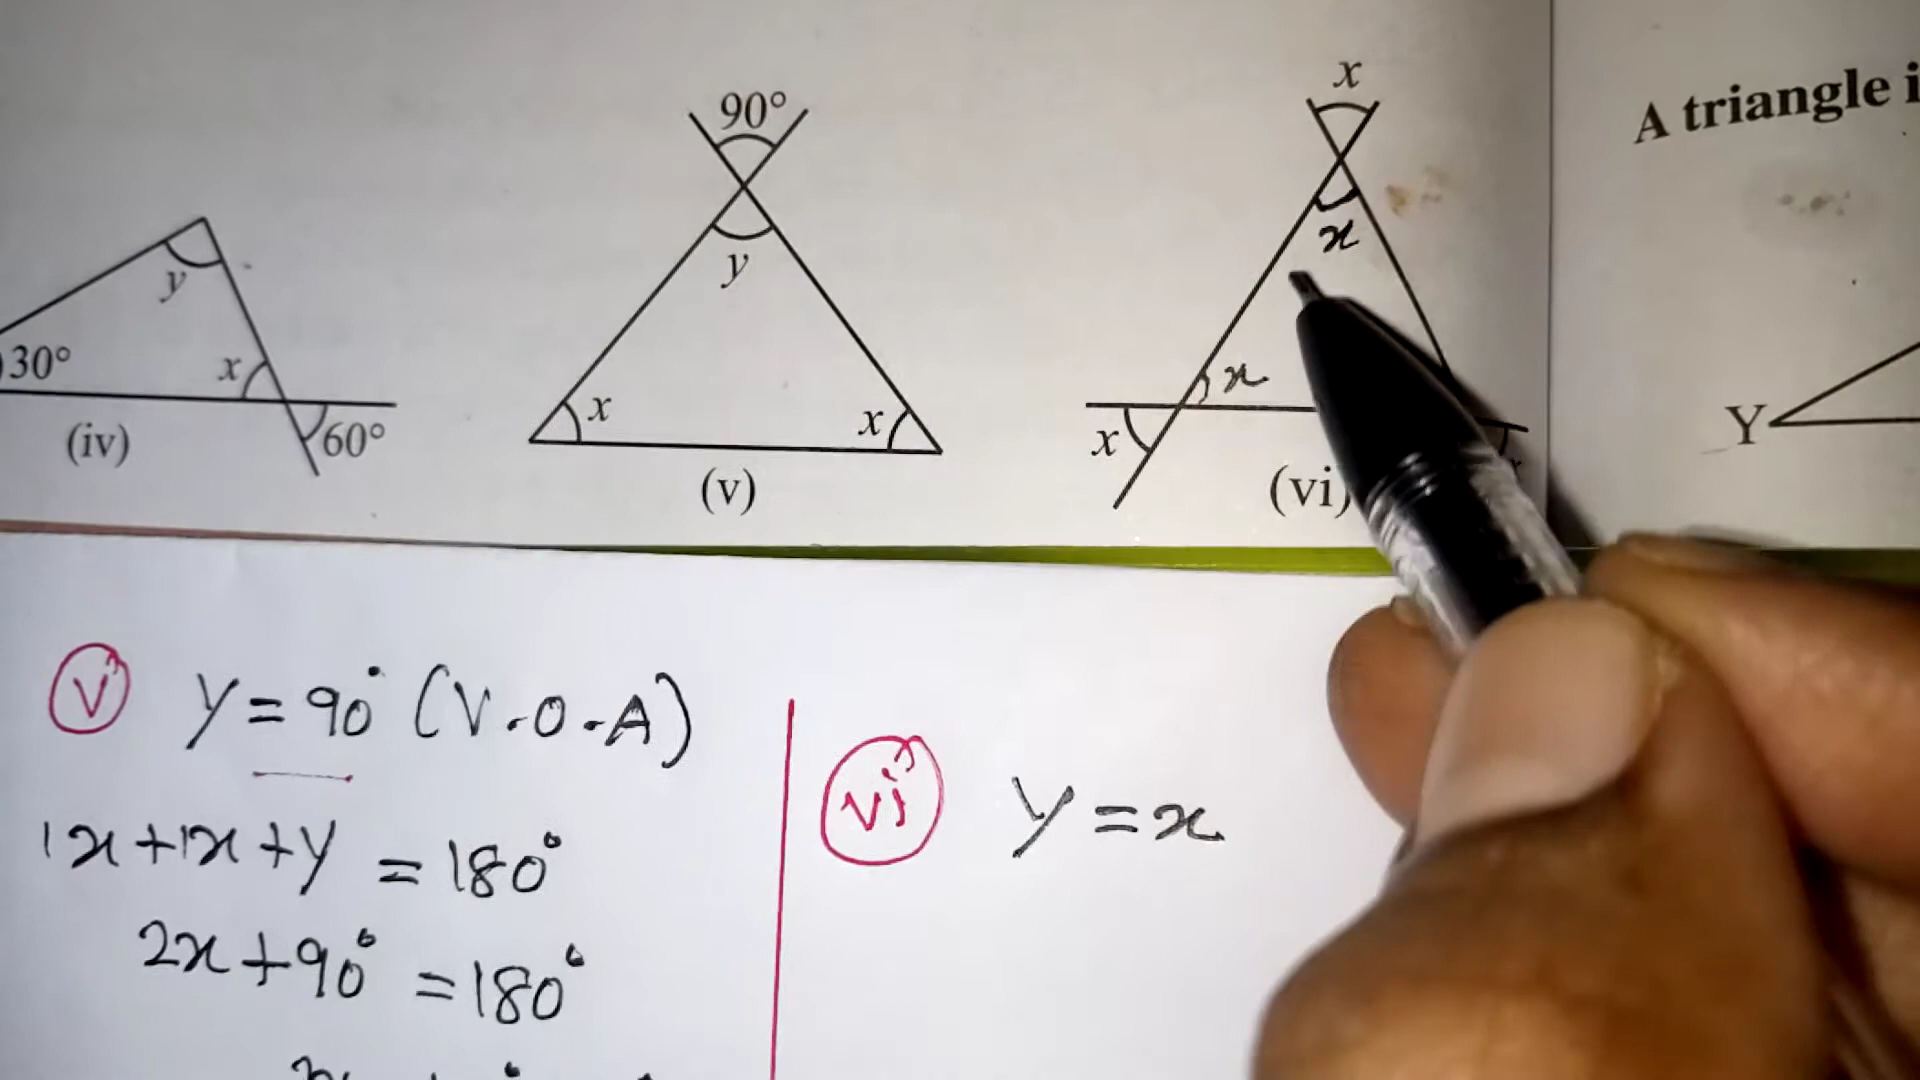 90°
x
A triangle i
y
x
y
30°
x
x
x
x
x
Y
(iv)
60°
(v)
(vi)
v
y = 90° (V.O.A)
1x+1x+y = 180°
2x+90° = 180°
vi
y = x